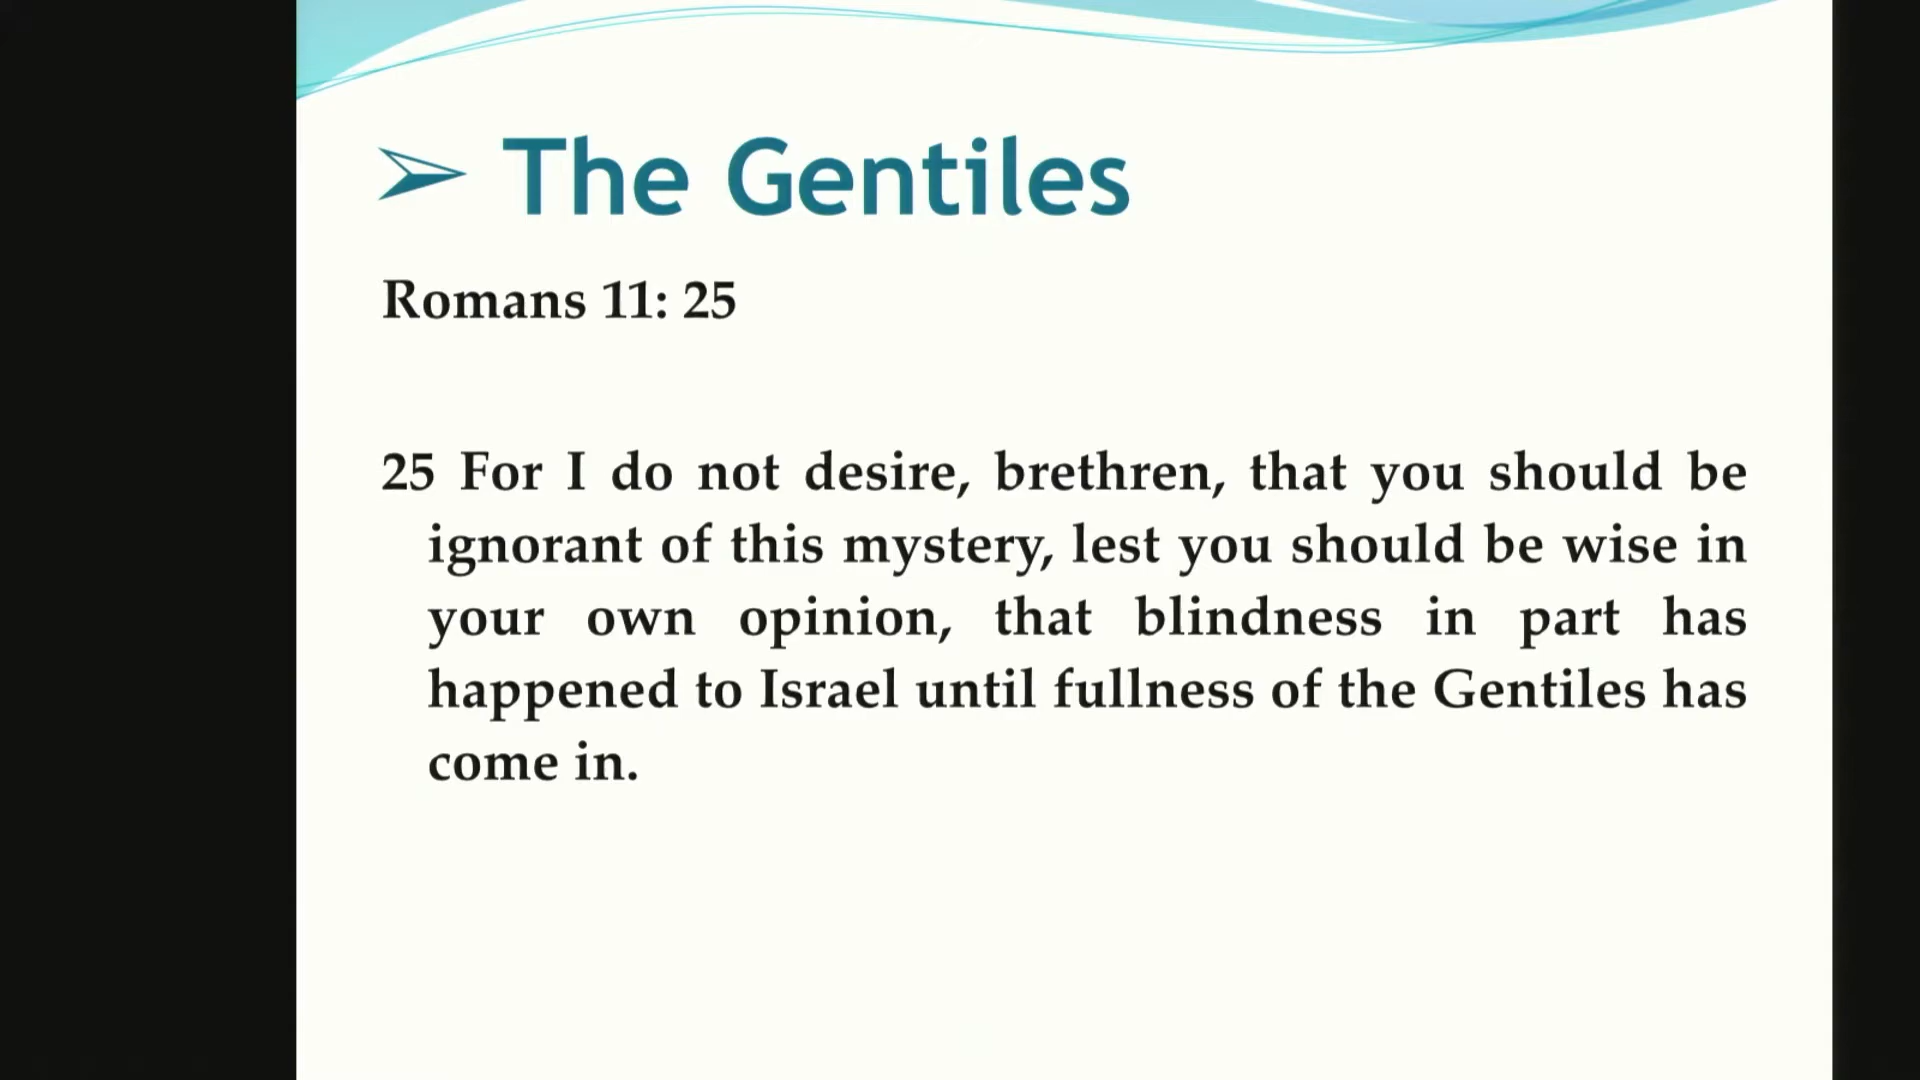 ➢ The Gentiles
Romans 11: 25
25 For I do not desire, brethren, that you should be
ignorant of this mystery, lest you should be wise in
your own opinion, that blindness in part has
happened to Israel until fullness of the Gentiles has
come in.